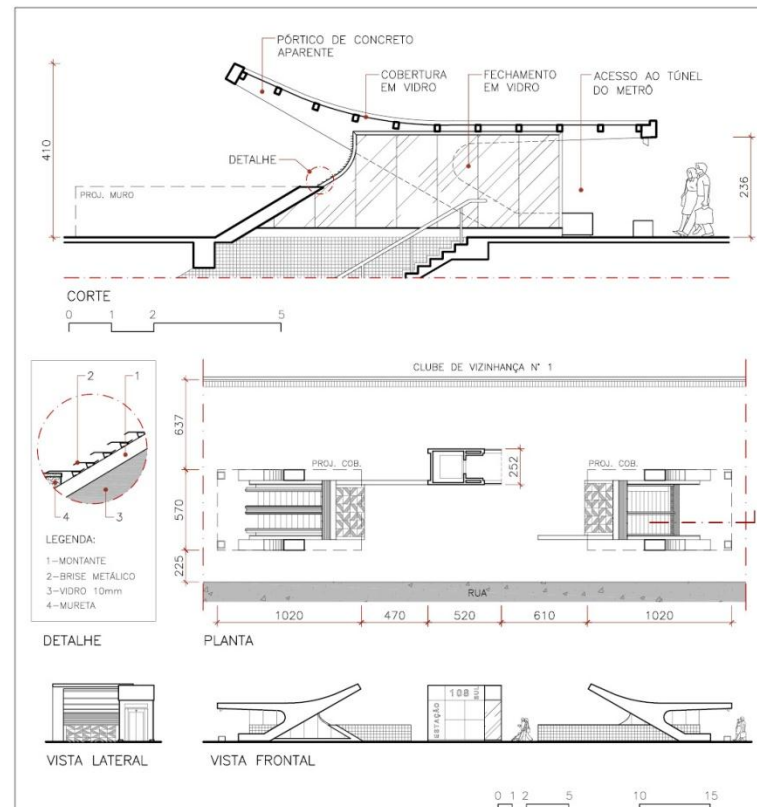 PÓRTICO DE CONCRETO
APARENTE
COBERTURA
EM VIDRO
FECHAMENTO
EM VIDRO
ACESSO AO TÚNEL
DO METRÔ
410
DETALHE
PROJ. MURO
236
CORTE
0 1 2 5
2 1
4 3
LEGENDA:
1-MONTANTE
2-BRISE METÁLICO
3-VIDRO 10mm
4-MURETA
DETALHE
CLUBE DE VIZINHANÇA N° 1
637
PROJ. COB.
252
PROJ. COB.
570
225
RUA
1020 470 520 610 1020
PLANTA
VISTA LATERAL
ESTAÇÃO
108
SUL
VISTA FRONTAL
0 1 2 5 10 15